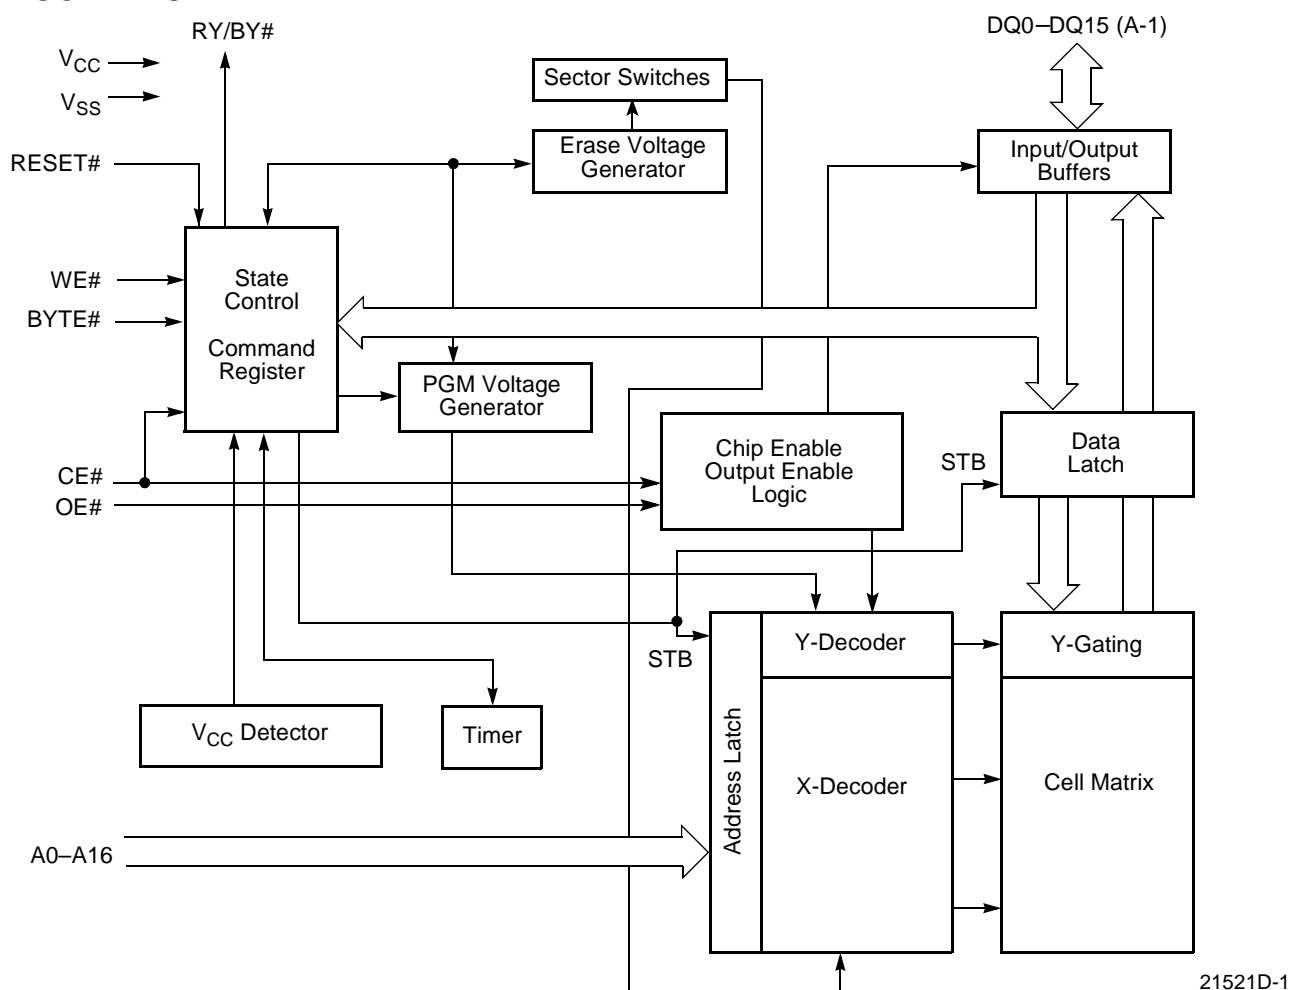 RY/BY#
DQ0–DQ15 (A-1)
VCC
VSS
Sector Switches
Erase Voltage
Generator
Input/Output
Buffers
RESET#
WE#
BYTE#
State
Control
Command
Register
PGM Voltage
Generator
Chip Enable
Output Enable
Logic
STB
Data
Latch
CE#
OE#
STB
Y-Decoder
Y-Gating
VCC Detector
Timer
Address Latch
X-Decoder
Cell Matrix
A0–A16
21521D-1